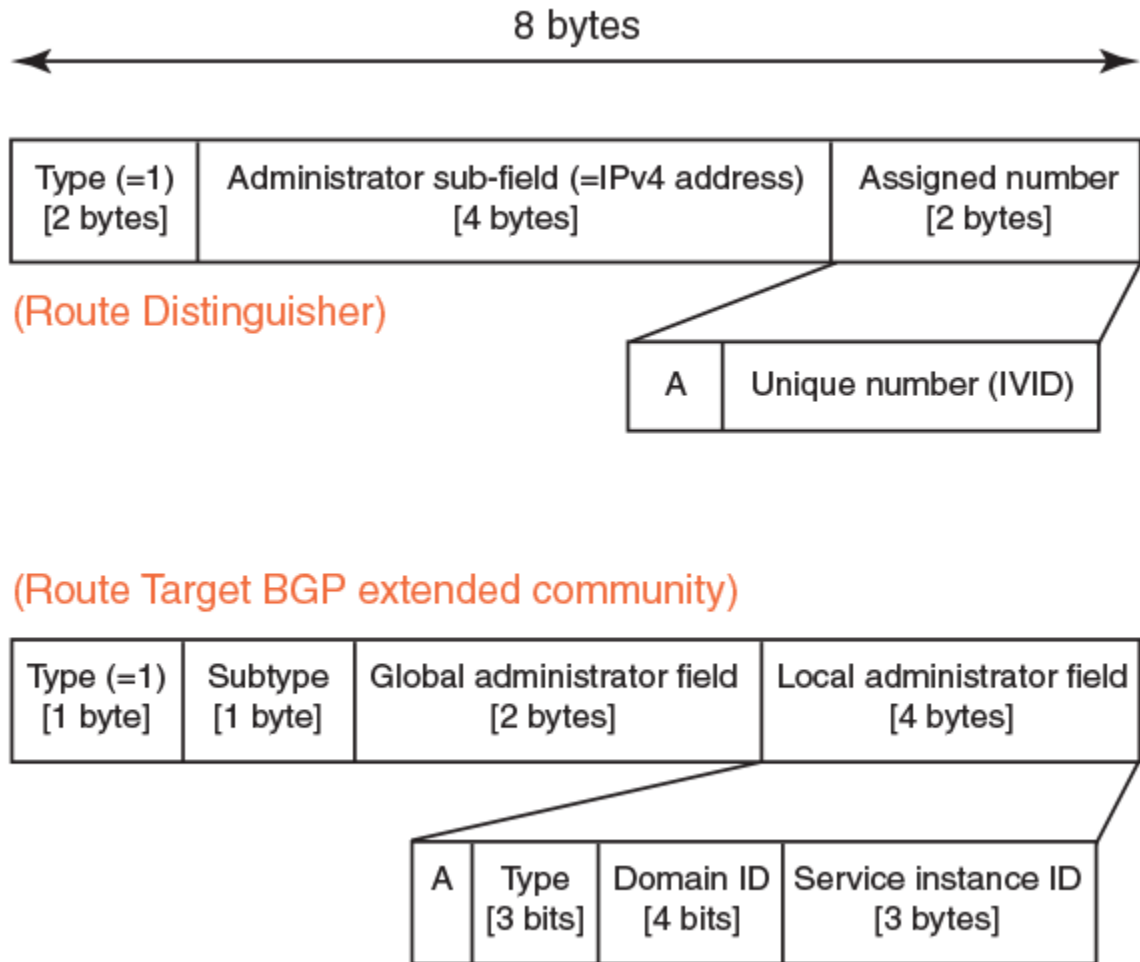 8 bytes
Type (=1)
[2 bytes]
Administrator sub-field (=IPv4 address)
[4 bytes]
Assigned number
[2 bytes]
(Route Distinguisher)
A
Unique number (IVID)
(Route Target BGP extended community)
Type (=1)
[1 byte]
Subtype
[1 byte]
Global administrator field
[2 bytes]
Local administrator field
[4 bytes]
A
Type
[3 bits]
Domain ID
[4 bits]
Service instance ID
[3 bytes]